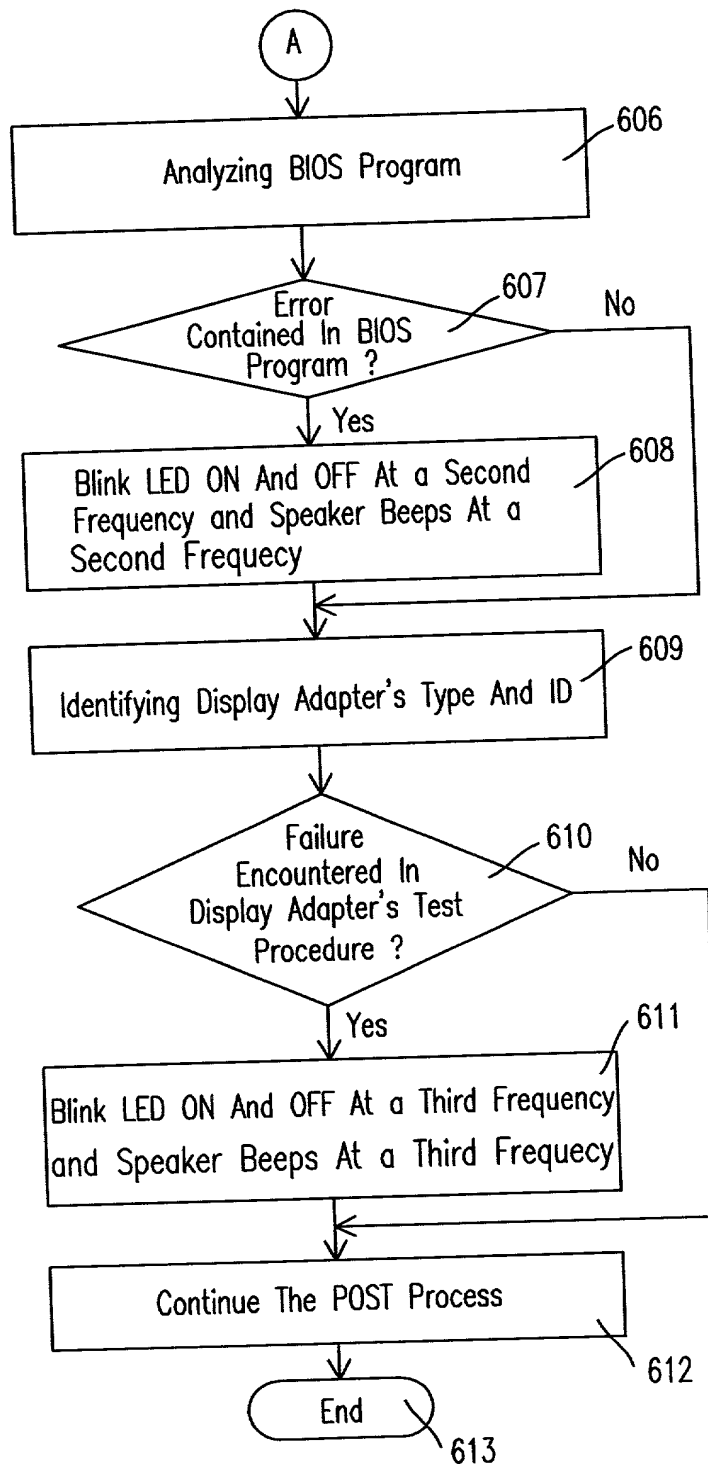 A
606
Analyzing BIOS Program
607
No
Error
Contained In BIOS
Program ?
Yes
608
Blink LED ON And OFF At a Second
Frequency and Speaker Beeps At a
Second Frequecy
609
Identifying Display Adapter's Type And ID
610
No
Failure
Encountered In
Display Adapter's Test
Procedure ?
Yes
611
Blink LED ON And OFF At a Third Frequency
and Speaker Beeps At a Third Frequecy
Continue The POST Process
612
End
613